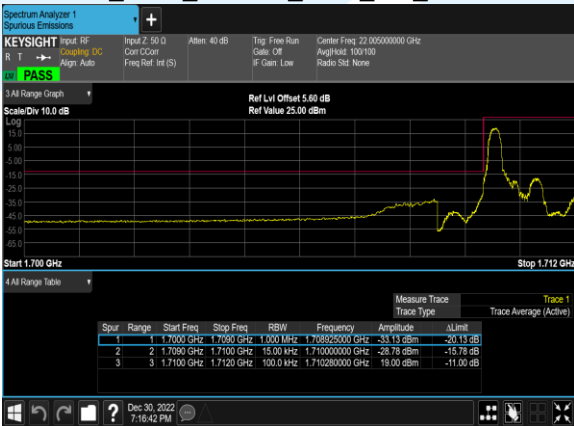 Spectrum Analyzer 1
Spurious Emissions
KEYSIGHT Input: RF Input Z: 50 Ω Atten: 40 dB Trig: Free Run Center Freq: 22.005000000 GHz
R T Coupling: DC Corr CCorr Gate: Off Avg|Hold: 100/100
Align: Auto Freq Ref: Int (S) IF Gain: Low Radio Std: None
PASS
3 All Range Graph
Ref Lvl Offset 5.60 dB
Scale/Div 10.0 dB Ref Value 25.00 dBm
Log
15.0
5.00
-5.00
-15.0
-25.0
-35.0
-45.0
-55.0
-65.0
Start 1.700 GHz Stop 1.712 GHz
4 All Range Table
Measure Trace Trace 1
Trace Type Trace Average (Active)
Spur Range Start Freq Stop Freq RBW Frequency Amplitude ΔLimit
1 1 1.7000 GHz 1.7090 GHz 1.000 MHz 1.708925000 GHz -33.13 dBm -20.13 dB
2 2 1.7090 GHz 1.7100 GHz 15.00 kHz 1.710000000 GHz -28.78 dBm -15.78 dB
3 3 1.7100 GHz 1.7120 GHz 100.0 kHz 1.710280000 GHz 19.00 dBm -11.00 dB
Dec 30, 2022
7:16:42 PM